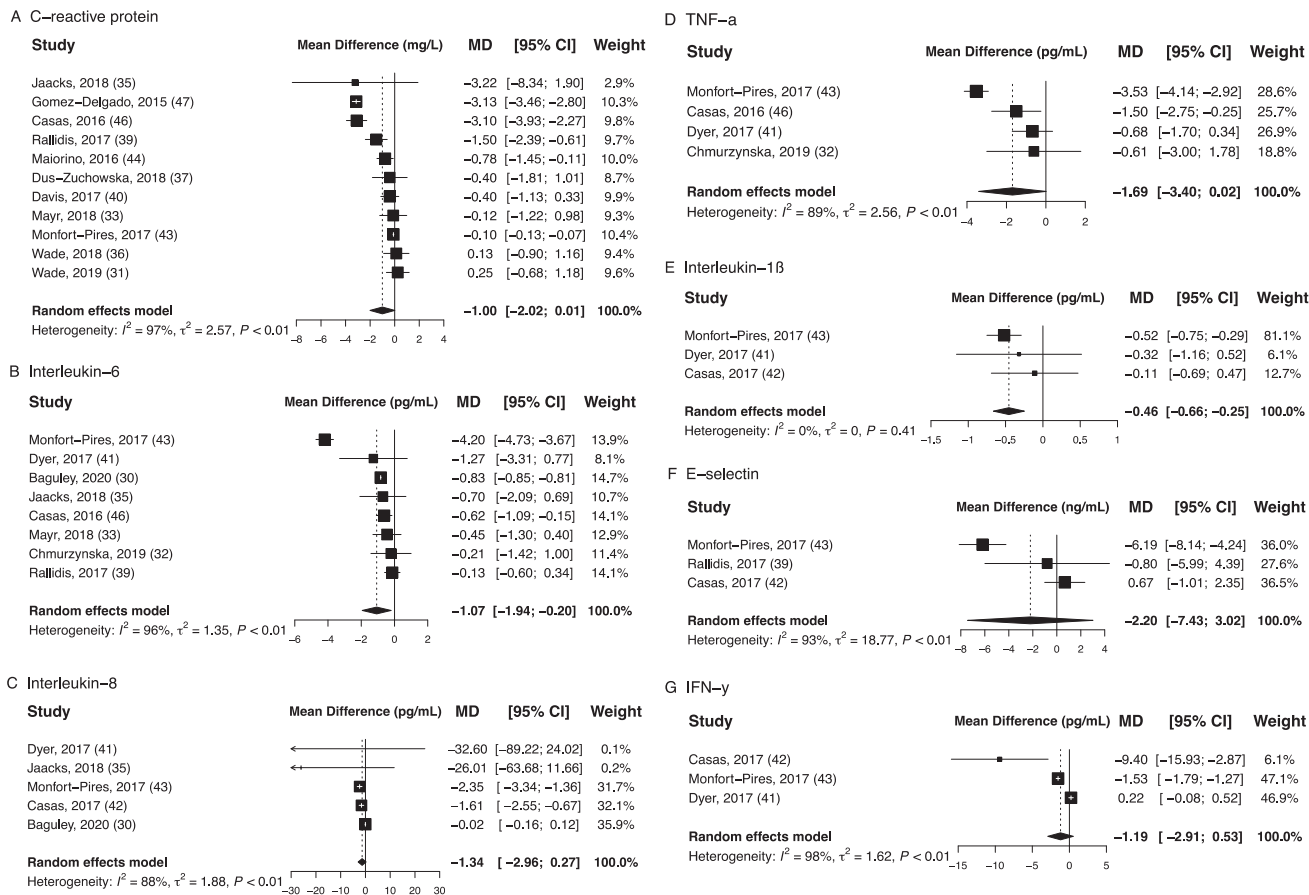 A C-reactive protein
Study Mean Difference (mg/L) MD [95% CI] Weight
Jaacks, 2018 (35) −3.22 [−8.34; 1.90] 2.9%
Gomez−Delgado, 2015 (47) −3.13 [−3.46; −2.80] 10.3%
Casas, 2016 (46) −3.10 [−3.93; −2.27] 9.8%
Rallidis, 2017 (39) −1.50 [−2.39; −0.61] 9.7%
Maiorino, 2016 (44) −0.78 [−1.45; −0.11] 10.0%
Dus−Zuchowska, 2018 (37) −0.40 [−1.81; 1.01] 8.7%
Davis, 2017 (40) −0.40 [−1.13; 0.33] 9.9%
Mayr, 2018 (33) −0.12 [−1.22; 0.98] 9.3%
Monfort−Pires, 2017 (43) −0.10 [−0.13; −0.07] 10.4%
Wade, 2018 (36) 0.13 [−0.90; 1.16] 9.4%
Wade, 2019 (31) 0.25 [−0.68; 1.18] 9.6%
Random effects model −1.00 [−2.02; 0.01] 100.0%
Heterogeneity: I² = 97%, τ² = 2.57, P < 0.01
−8 −6 −4 −2 0 2 4
B Interleukin−6
Study Mean Difference (pg/mL) MD [95% CI] Weight
Monfort−Pires, 2017 (43) −4.20 [−4.73; −3.67] 13.9%
Dyer, 2017 (41) −1.27 [−3.31; 0.77] 8.1%
Baguley, 2020 (30) −0.83 [−0.85; −0.81] 14.7%
Jaacks, 2018 (35) −0.70 [−2.09; 0.69] 10.7%
Casas, 2016 (46) −0.62 [−1.09; −0.15] 14.1%
Mayr, 2018 (33) −0.45 [−1.30; 0.40] 12.9%
Chmurzynska, 2019 (32) −0.21 [−1.42; 1.00] 11.4%
Rallidis, 2017 (39) −0.13 [−0.60; 0.34] 14.1%
Random effects model −1.07 [−1.94; −0.20] 100.0%
Heterogeneity: I² = 96%, τ² = 1.35, P < 0.01
−6 −4 −2 0 2 4
C Interleukin−8
Study Mean Difference (pg/mL) MD [95% CI] Weight
Dyer, 2017 (41) −32.60 [−89.22; 24.02] 0.1%
Jaacks, 2018 (35) −26.01 [−63.68; 11.66] 0.2%
Monfort−Pires, 2017 (43) −2.35 [−3.34; −1.36] 31.7%
Casas, 2017 (42) −1.61 [−2.55; −0.67] 32.1%
Baguley, 2020 (30) −0.02 [−0.16; 0.12] 35.9%
Random effects model −1.34 [−2.96; 0.27] 100.0%
Heterogeneity: I² = 88%, τ² = 1.88, P < 0.01
−30 −20 −10 0 10 20 30
D TNF−a
Study Mean Difference (pg/mL) MD [95% CI] Weight
Monfort−Pires, 2017 (43) −3.53 [−4.14; −2.92] 28.6%
Casas, 2016 (46) −1.50 [−2.75; −0.25] 25.7%
Dyer, 2017 (41) −0.68 [−1.70; 0.34] 26.9%
Chmurzynska, 2019 (32) −0.61 [−3.00; 1.78] 18.8%
Random effects model −1.69 [−3.40; 0.02] 100.0%
Heterogeneity: I² = 89%, τ² = 2.56, P < 0.01
−4 −2 0 2 4
E Interleukin−1ß
Study Mean Difference (pg/mL) MD [95% CI] Weight
Monfort−Pires, 2017 (43) −0.52 [−0.75; −0.29] 81.1%
Dyer, 2017 (41) −0.32 [−1.16; 0.52] 6.1%
Casas, 2017 (42) −0.11 [−0.69; 0.47] 12.7%
Random effects model −0.46 [−0.66; −0.25] 100.0%
Heterogeneity: I² = 0%, τ² = 0, P = 0.41
−1.5 −1 −0.5 0 0.5 1
F E−selectin
Study Mean Difference (ng/mL) MD [95% CI] Weight
Monfort−Pires, 2017 (43) −6.19 [−8.14; −4.24] 36.0%
Rallidis, 2017 (39) −0.80 [−5.99; 4.39] 27.6%
Casas, 2017 (42) 0.67 [−1.01; 2.35] 36.5%
Random effects model −2.20 [−7.43; 3.02] 100.0%
Heterogeneity: I² = 93%, τ² = 18.77, P < 0.01
−8 −6 −4 −2 0 2 4
G IFN−y
Study Mean Difference (pg/mL) MD [95% CI] Weight
Casas, 2017 (42) −9.40 [−15.93; −2.87] 6.1%
Monfort−Pires, 2017 (43) −1.53 [−1.79; −1.27] 47.1%
Dyer, 2017 (41) 0.22 [−0.08; 0.52] 46.9%
Random effects model −1.19 [−2.91; 0.53] 100.0%
Heterogeneity: I² = 98%, τ² = 1.62, P < 0.01
−15 −10 −5 0 5